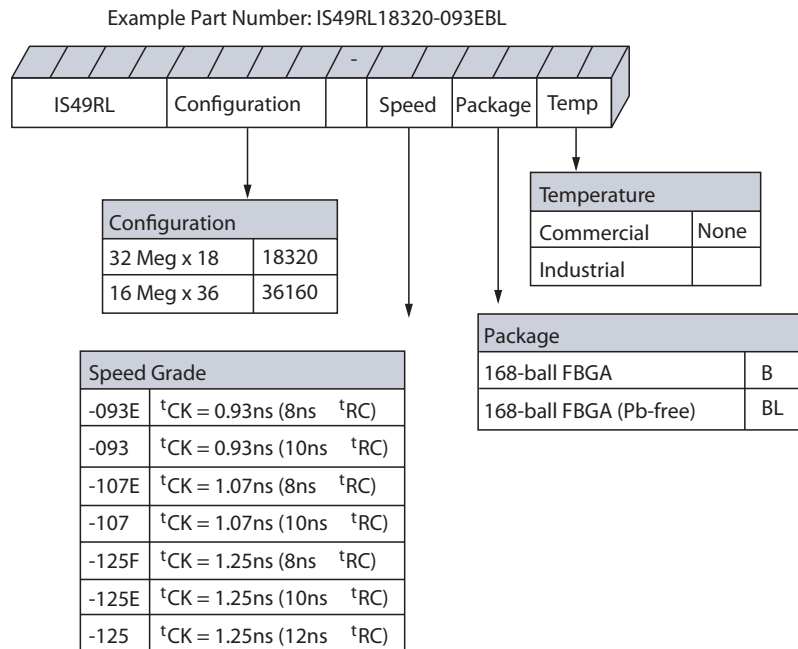 Example Part Number: IS49RL18320-093EBL
-
IS49RL Configuration Speed Package Temp
Configuration
32 Meg x 18 18320
16 Meg x 36 36160
Temperature
Commercial None
Industrial
Package
168-ball FBGA B
168-ball FBGA (Pb-free) BL
Speed Grade
-093E tCK = 0.93ns (8ns tRC)
-093 tCK = 0.93ns (10ns tRC)
-107E tCK = 1.07ns (8ns tRC)
-107 tCK = 1.07ns (10ns tRC)
-125F tCK = 1.25ns (8ns tRC)
-125E tCK = 1.25ns (10ns tRC)
-125 tCK = 1.25ns (12ns tRC)